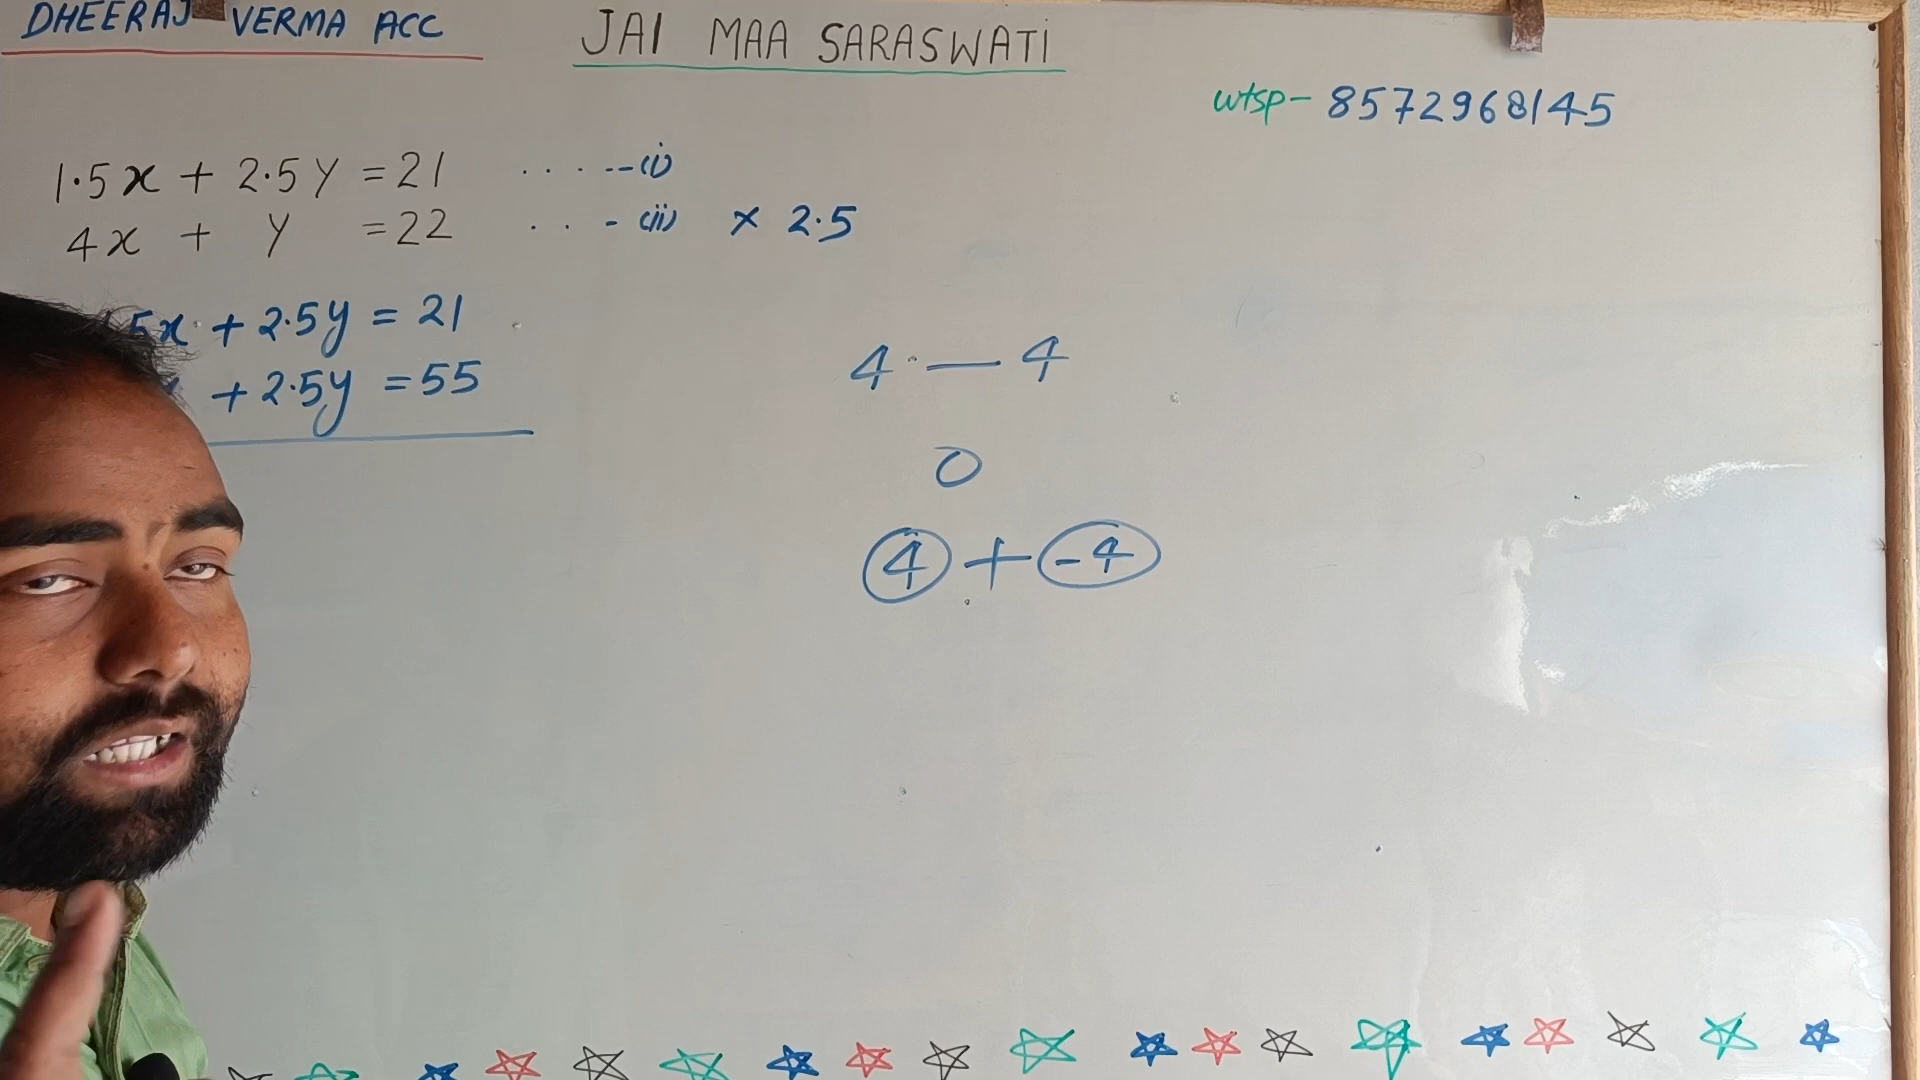 DHEERAJ VERMA ACC
JAI MAA SARASWATI
wtsp- 8572968145
1.5x + 2.5y = 21 .....-(i)
4x + y = 22 ..-(ii) × 2.5
5x + 2.5y = 21
+ 2.5y = 55
4 — 4
0
4 + -4